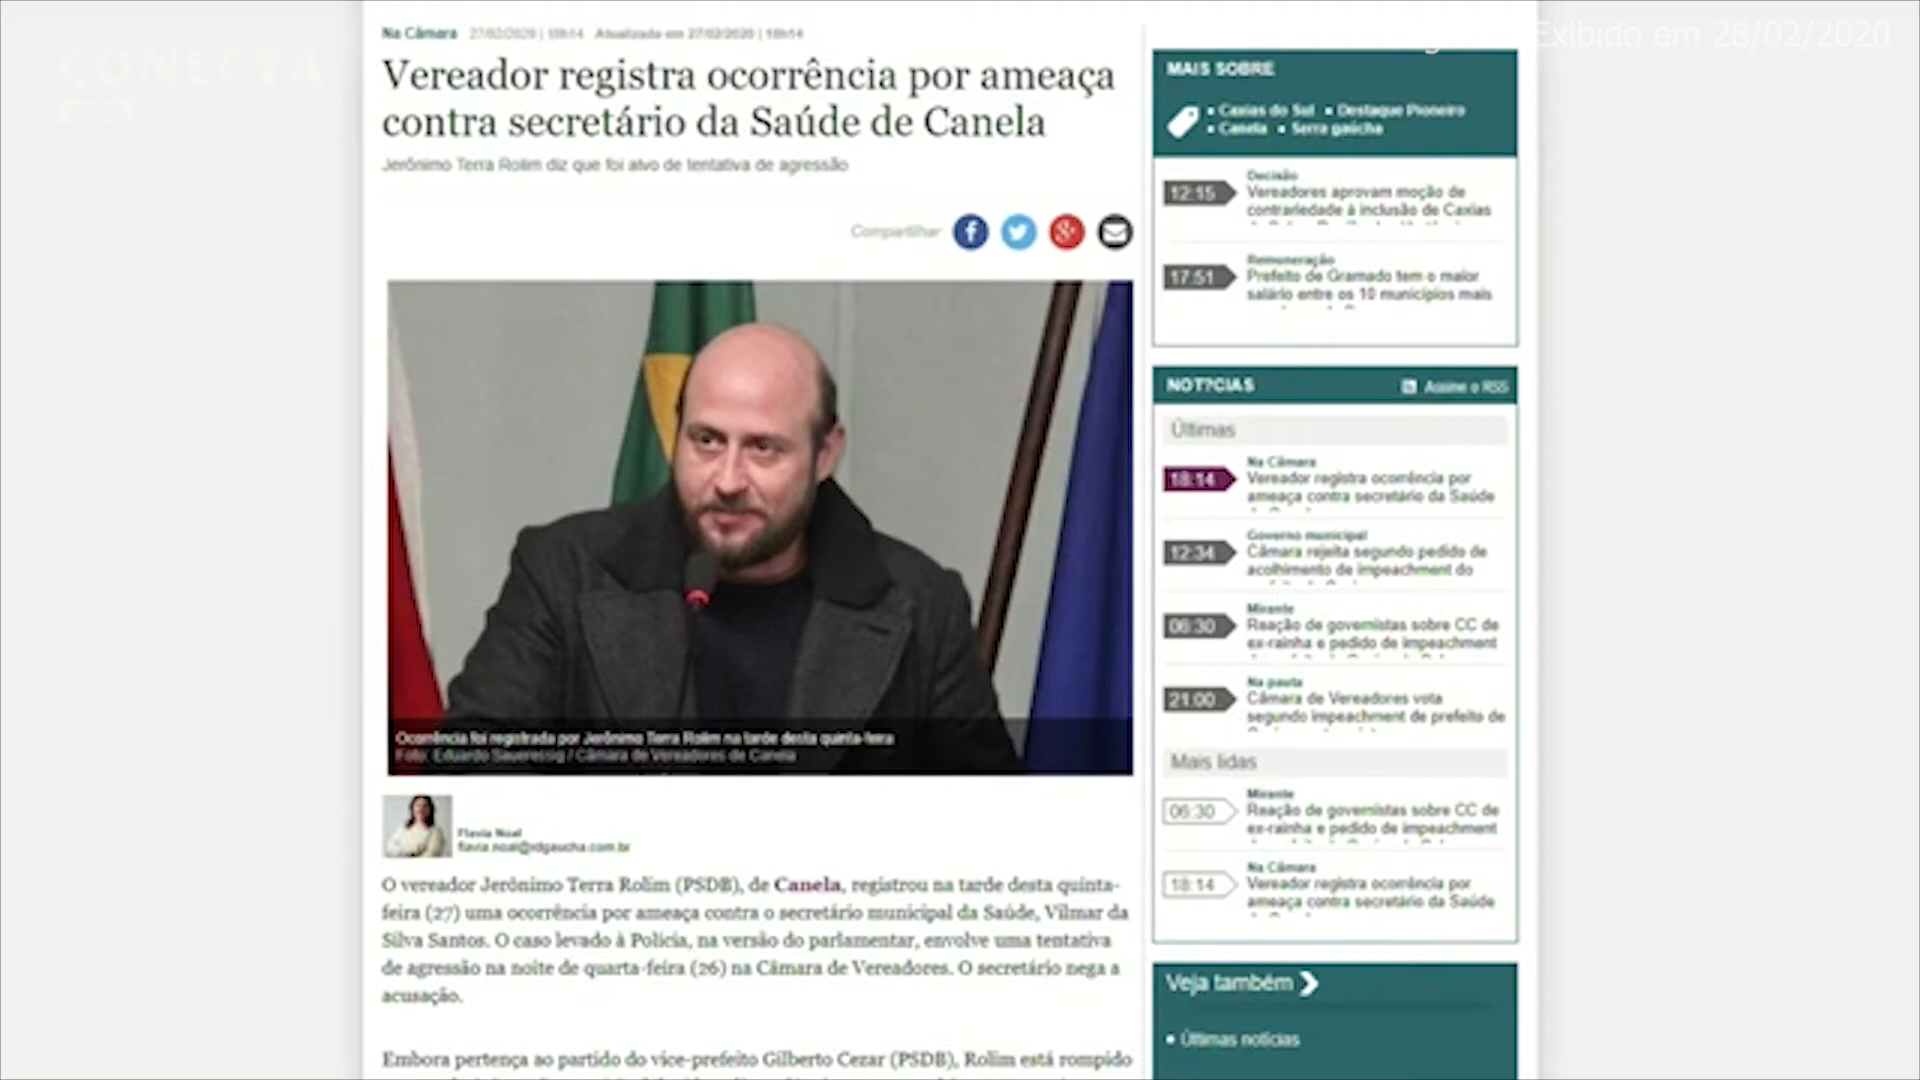 CONECTA
Exibido em 28/02/2020
Na Câmara 27/02/2020 | 18h14 Atualizada em 27/02/2020 | 18h14
Vereador registra ocorrência por ameaça
contra secretário da Saúde de Canela
Jerônimo Terra Rolim diz que foi alvo de tentativa de agressão
Compartilhar
Ocorrência foi registrada por Jerônimo Terra Rolim na tarde desta quinta-feira
Foto: Eduardo Saueressig / Câmara de Vereadores de Canela
Flavia Noal
flavia.noal@rdgaucha.com.br
O vereador Jerônimo Terra Rolim (PSDB), de Canela, registrou na tarde desta quinta-
feira (27) uma ocorrência por ameaça contra o secretário municipal da Saúde, Vilmar da
Silva Santos. O caso levado à Polícia, na versão do parlamentar, envolve uma tentativa
de agressão na noite de quarta-feira (26) na Câmara de Vereadores. O secretário nega a
acusação.
Embora pertença ao partido do vice-prefeito Gilberto Cezar (PSDB), Rolim está rompido
MAIS SOBRE
Caxias do Sul Destaque Pioneiro
Canela Serra gaúcha
12:15
Decisão
Vereadores aprovam moção de
contrariedade à inclusão de Caxias
17:51
Remuneração
Prefeito de Gramado tem o maior
salário entre os 10 municípios mais
NOT?CIAS
Assine o RSS
Últimas
18:14
Na Câmara
Vereador registra ocorrência por
ameaça contra secretário da Saúde
12:34
Governo municipal
Câmara rejeita segundo pedido de
acolhimento de impeachment do
06:30
Mirante
Reação de governistas sobre CC de
ex-rainha e pedido de impeachment
21:00
Na pauta
Câmara de Vereadores vota
segundo impeachment de prefeito de
Mais lidas
06:30
Mirante
Reação de governistas sobre CC de
ex-rainha e pedido de impeachment
18:14
Na Câmara
Vereador registra ocorrência por
ameaça contra secretário da Saúde
Veja também
Últimas notícias